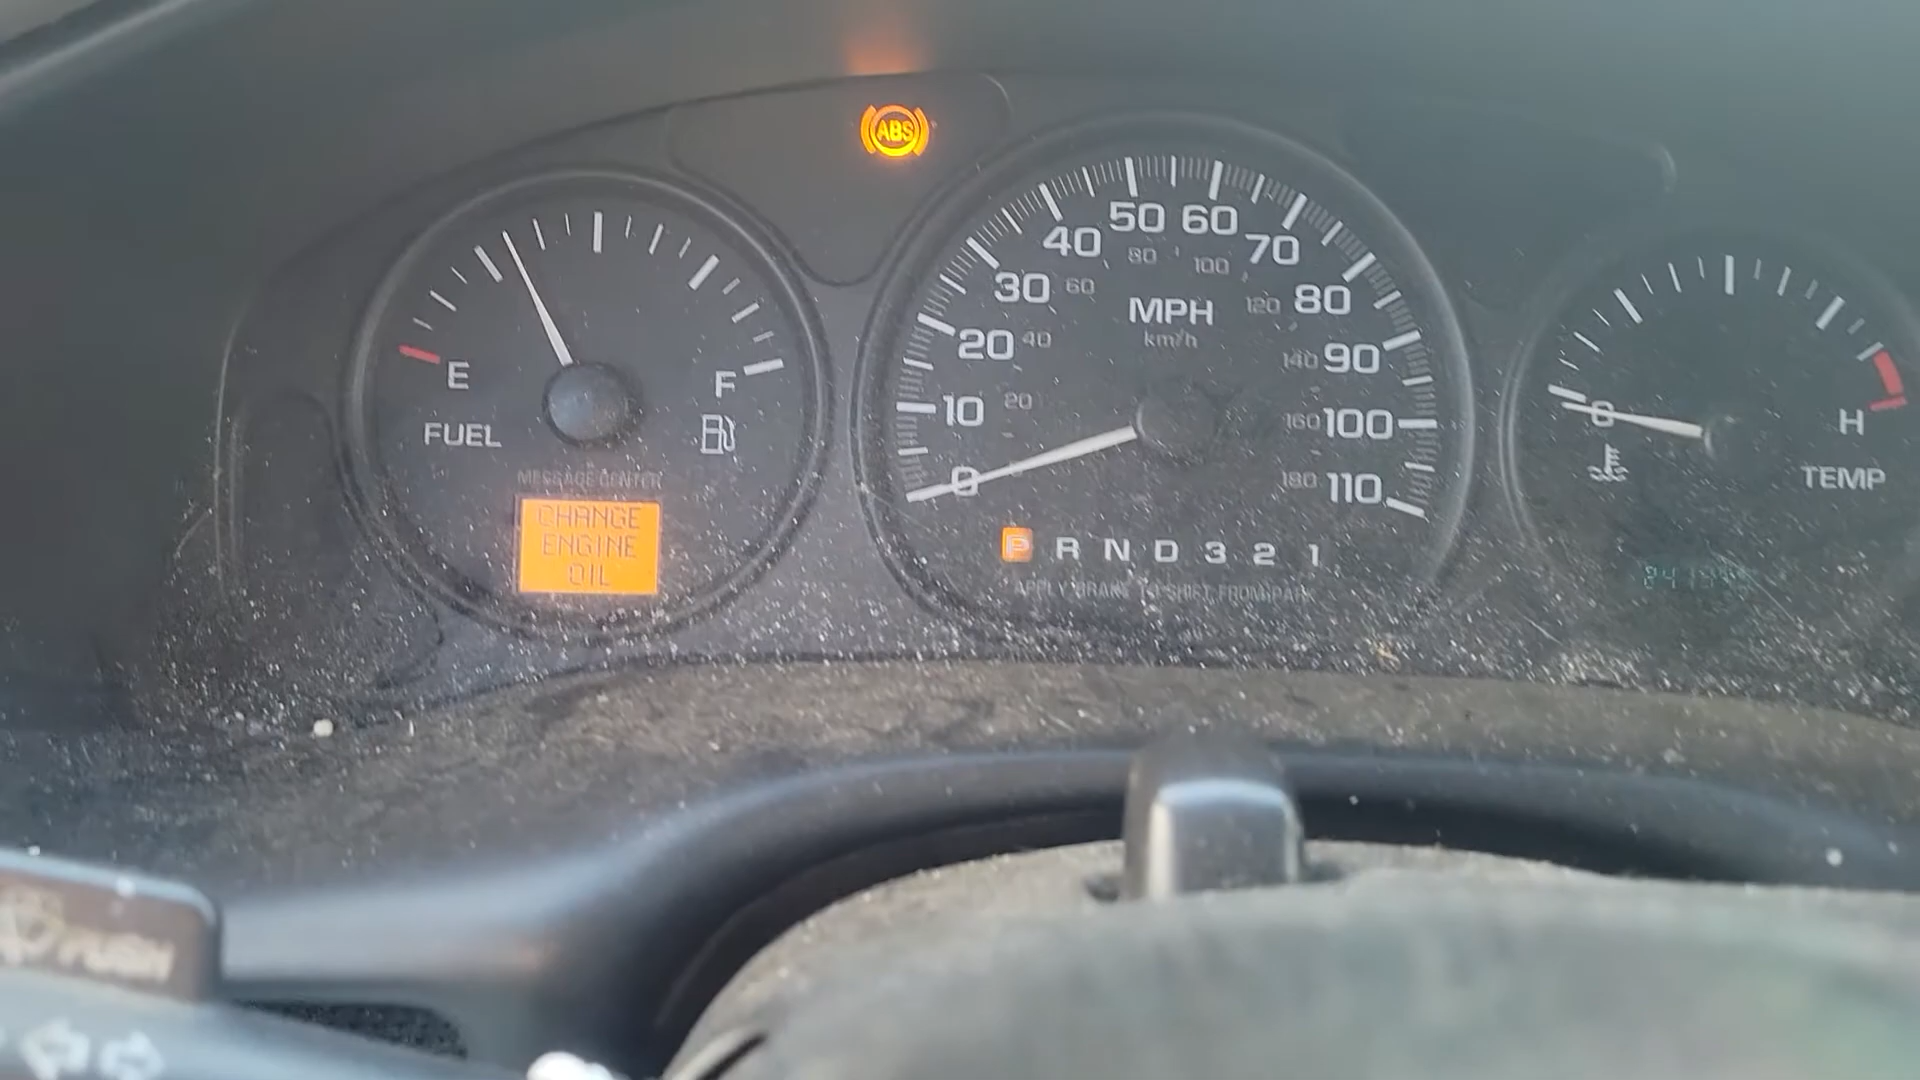 ABS
50 60
40 70
80 100
30 60 120 80
MPH
km/h
20 40 140 90
E F
10 20 160 100
C H
FUEL
TEMP
0 180 110
MESSAGE CENTER
CHANGE
ENGINE
OIL
P R N D 3 2 1
APPLY BRAKE TO SHIFT FROM PARK
PUSH